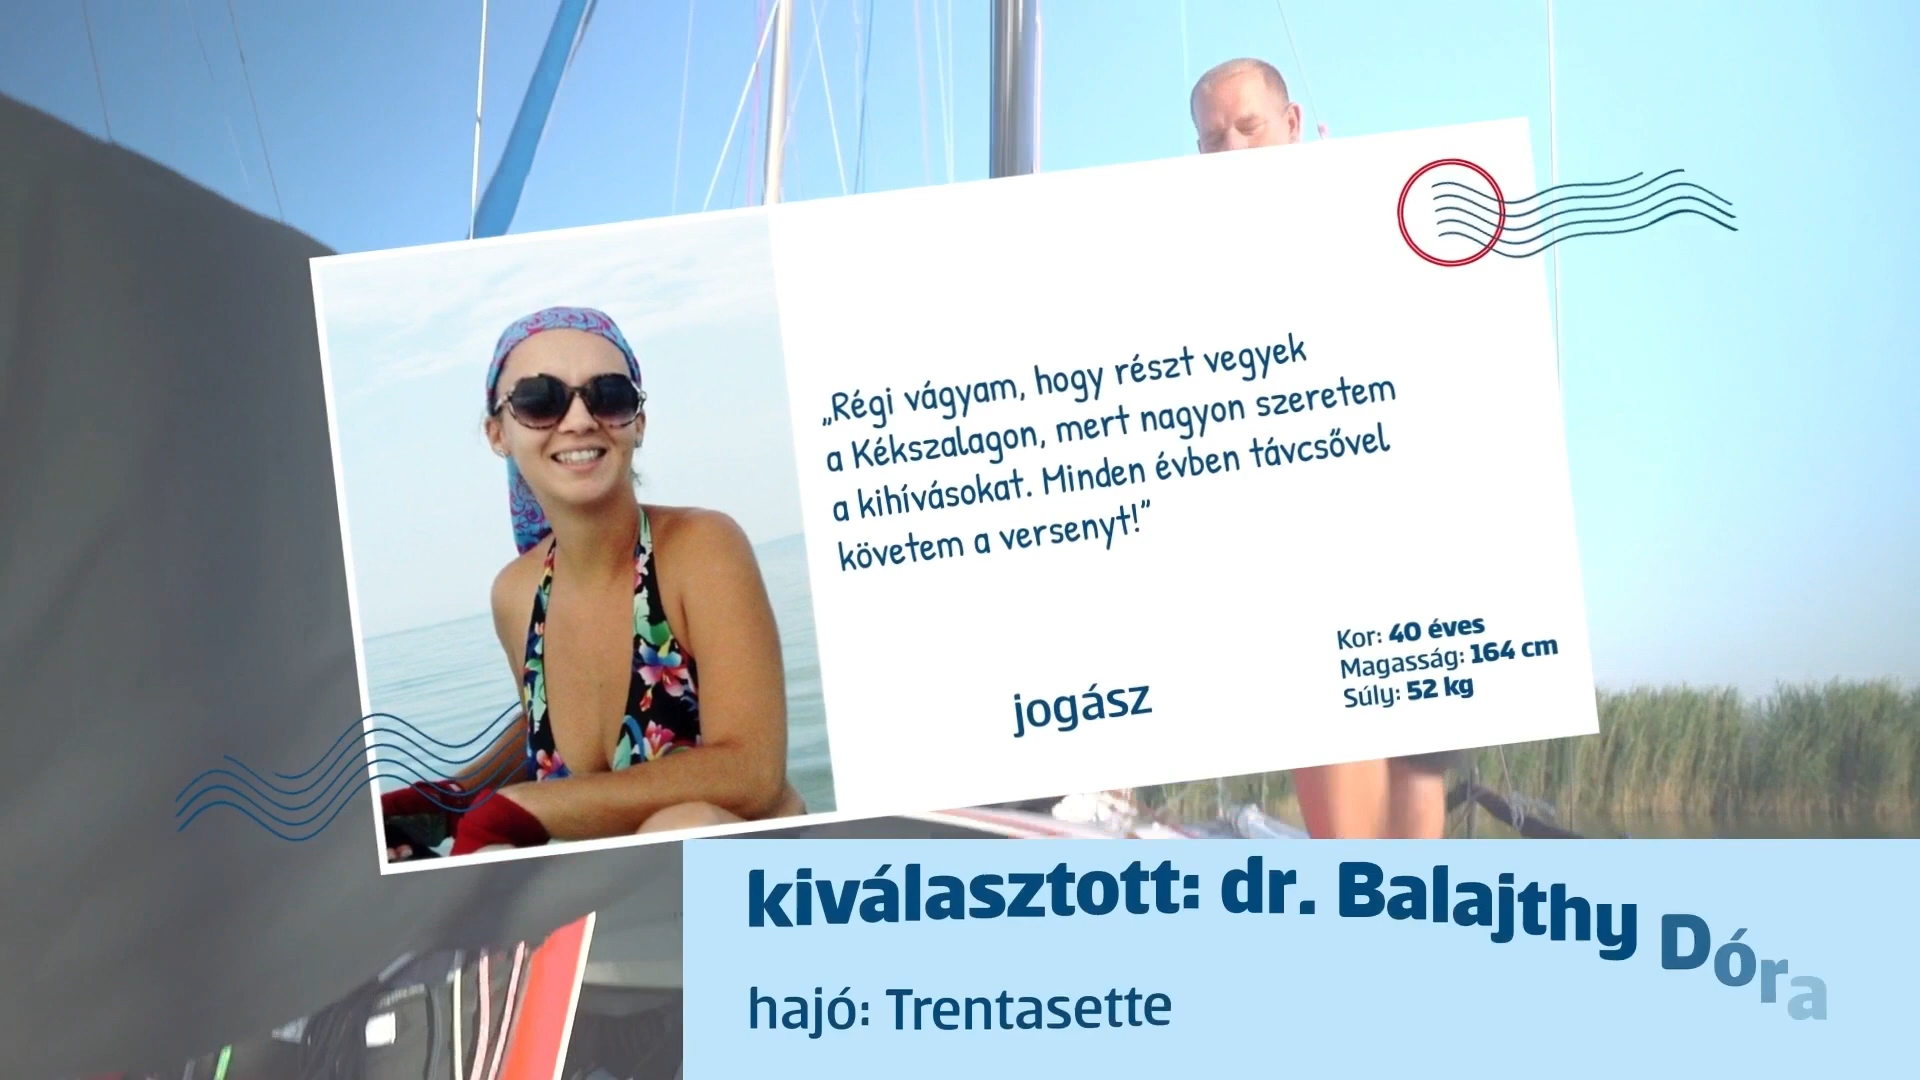 „Régi vágyam, hogy részt vegyek
a Kékszalagon, mert nagyon szeretem
a kihívásokat. Minden évben távcsővel
követem a versenyt!”
jogász
Kor: 40 éves
Magasság: 164 cm
Súly: 52 kg
kiválasztott: dr. Balajthy Dóra
hajó: Trentasette